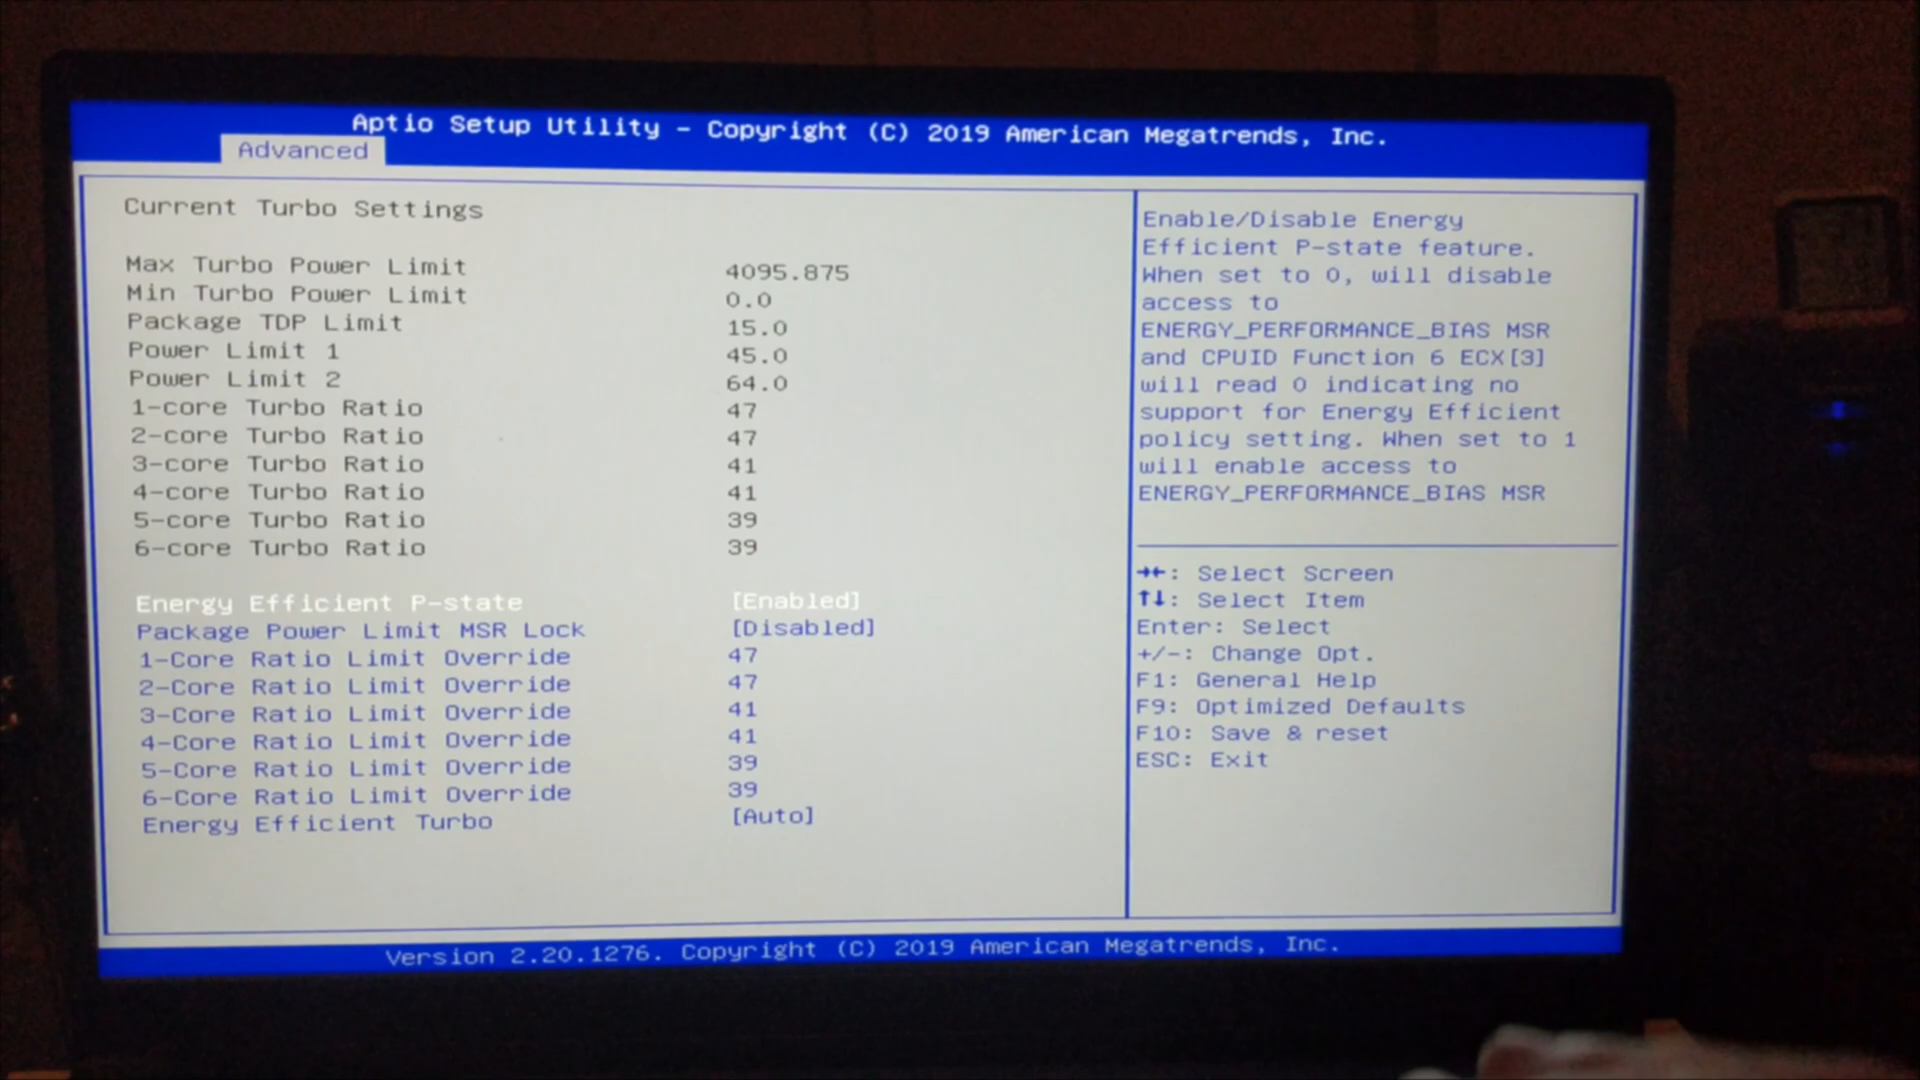 Aptio Setup Utility - Copyright (C) 2019 American Megatrends, Inc.
Advanced
Current Turbo Settings
Max Turbo Power Limit 4095.875
Min Turbo Power Limit 0.0
Package TDP Limit 15.0
Power Limit 1 45.0
Power Limit 2 64.0
1-core Turbo Ratio 47
2-core Turbo Ratio 47
3-core Turbo Ratio 41
4-core Turbo Ratio 41
5-core Turbo Ratio 39
6-core Turbo Ratio 39
Energy Efficient P-state [Enabled]
Package Power Limit MSR Lock [Disabled]
1-Core Ratio Limit Override 47
2-Core Ratio Limit Override 47
3-Core Ratio Limit Override 41
4-Core Ratio Limit Override 41
5-Core Ratio Limit Override 39
6-Core Ratio Limit Override 39
Energy Efficient Turbo [Auto]
Enable/Disable Energy
Efficient P-state feature.
When set to 0, will disable
access to
ENERGY_PERFORMANCE_BIAS MSR
and CPUID Function 6 ECX[3]
will read 0 indicating no
support for Energy Efficient
policy setting. When set to 1
will enable access to
ENERGY_PERFORMANCE_BIAS MSR
→←: Select Screen
↑↓: Select Item
Enter: Select
+/-: Change Opt.
F1: General Help
F9: Optimized Defaults
F10: Save & reset
ESC: Exit
Version 2.20.1276. Copyright (C) 2019 American Megatrends, Inc.